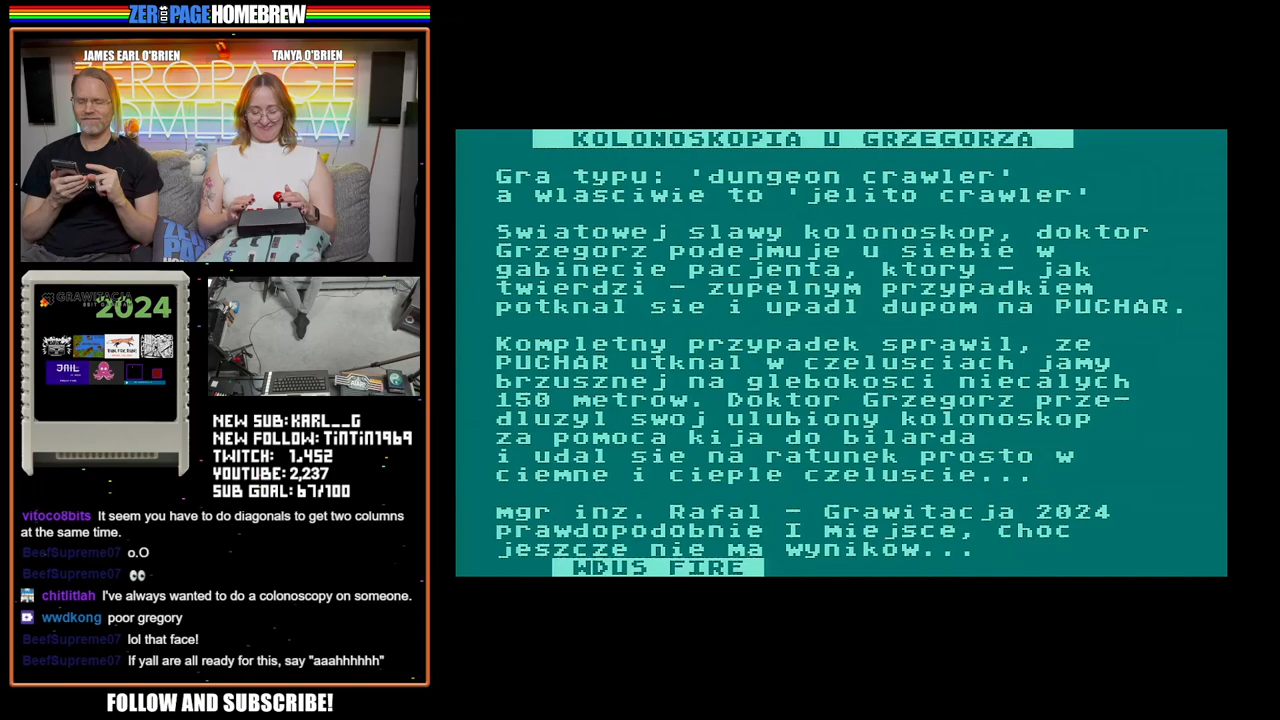 ZEROPAGE HOMEBREW
JAMES EARL O'BRIEN
TANYA O'BRIEN
ZEROPAGE
HOMEBREW
GRAWITACJA
2024
JAIL
NEW SUB: KARL__G
NEW FOLLOW: TINTIN1969
TWITCH: 1,452
YOUTUBE: 2,237
SUB GOAL: 67/100
vitoco8bits It seem you have to do diagonals to get two columns
at the same time.
BeefSupreme07 o.O
BeefSupreme07 👀
chitlitlah I've always wanted to do a colonoscopy on someone.
wwdkong poor gregory
BeefSupreme07 lol that face!
BeefSupreme07 If yall are all ready for this, say "aaahhhhhh"
FOLLOW AND SUBSCRIBE!
KOLONOSKOPIA U GRZEGORZA
Gra typu: 'dungeon crawler'
a wlasciwie to 'jelito crawler'
Swiatowej slawy kolonoskop, doktor
Grzegorz podejmuje u siebie w
gabinecie pacjenta, ktory - jak
twierdzi - zupelnym przypadkiem
potknal sie i upadl dupom na PUCHAR.
Kompletny przypadek sprawil, ze
PUCHAR utknal w czelusciach jamy
brzusznej na glebokosci niecalych
150 metrow. Doktor Grzegorz prze-
dluzyl swoj ulubiony kolonoskop
za pomoca kija do bilarda
i udal sie na ratunek prosto w
ciemne i cieple czeluscie...
mgr inz. Rafal - Grawitacja 2024
prawdopodobnie I miejsce, choc
jeszcze nie ma wynikow...
WDUS FIRE